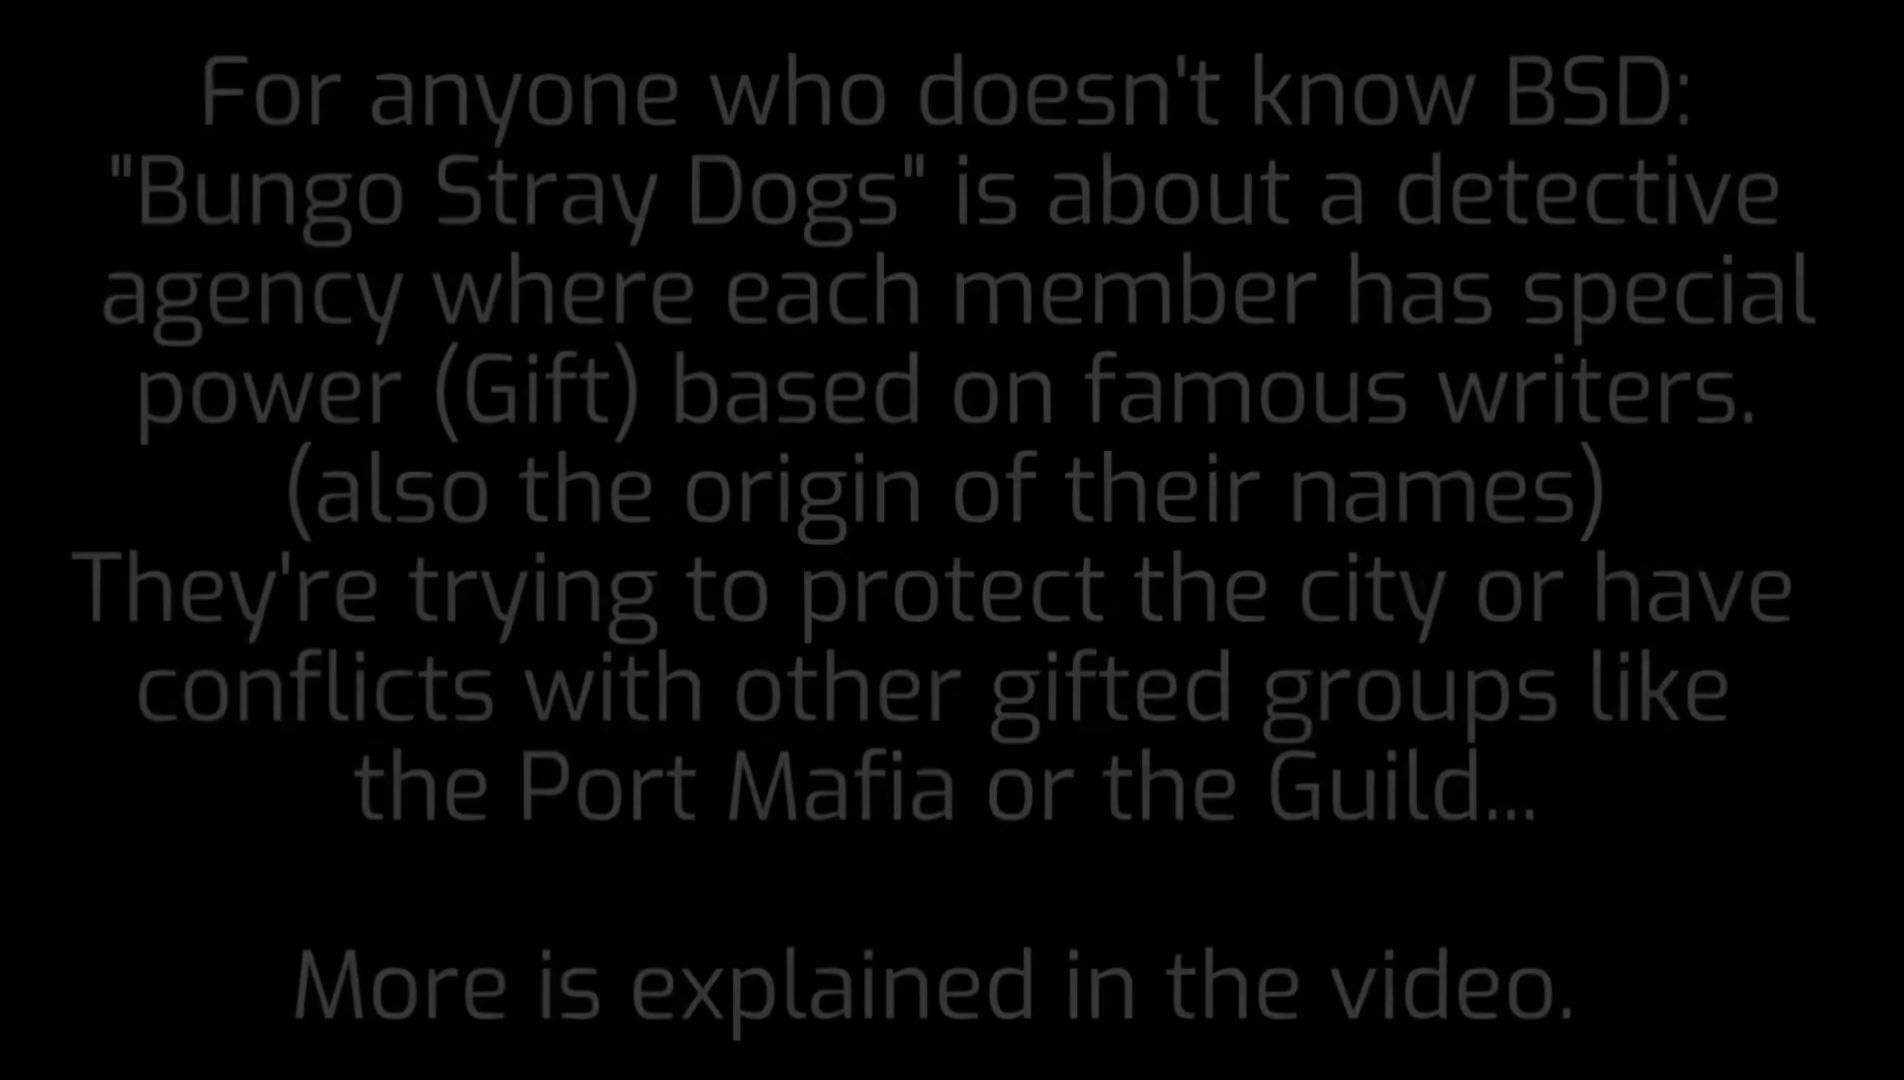 For anyone who doesn't know BSD:
"Bungo Stray Dogs" is about a detective
agency where each member has special
power (Gift) based on famous writers.
(also the origin of their names)
They're trying to protect the city or have
conflicts with other gifted groups like
the Port Mafia or the Guild...
More is explained in the video.